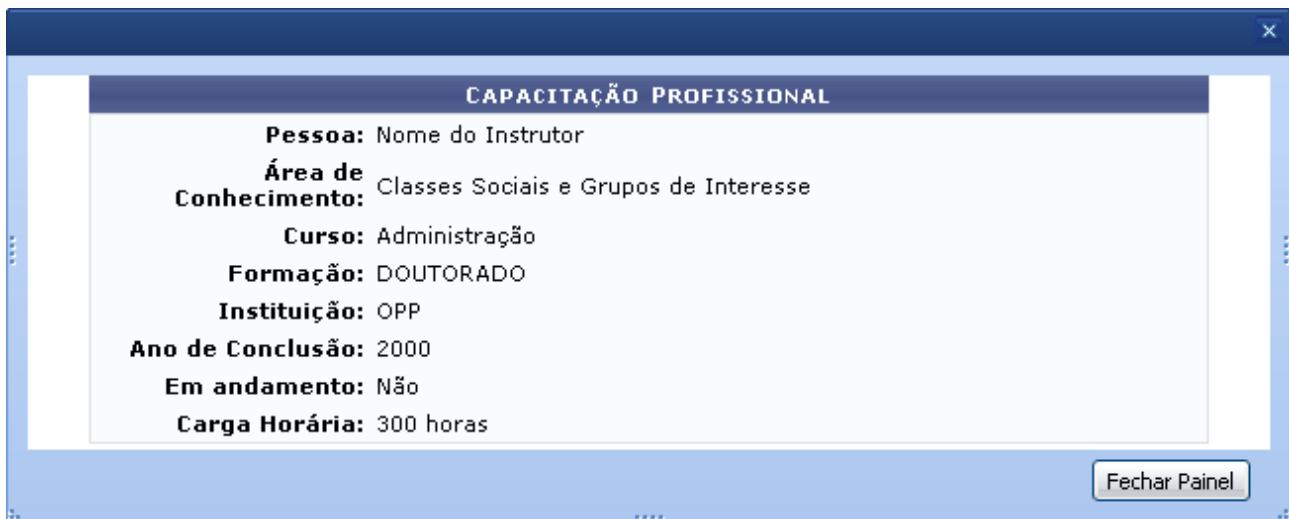 CAPACITAÇÃO PROFISSIONAL
Pessoa: Nome do Instrutor
Área de
Conhecimento: Classes Sociais e Grupos de Interesse
Curso: Administração
Formação: DOUTORADO
Instituição: OPP
Ano de Conclusão: 2000
Em andamento: Não
Carga Horária: 300 horas
Fechar Painel